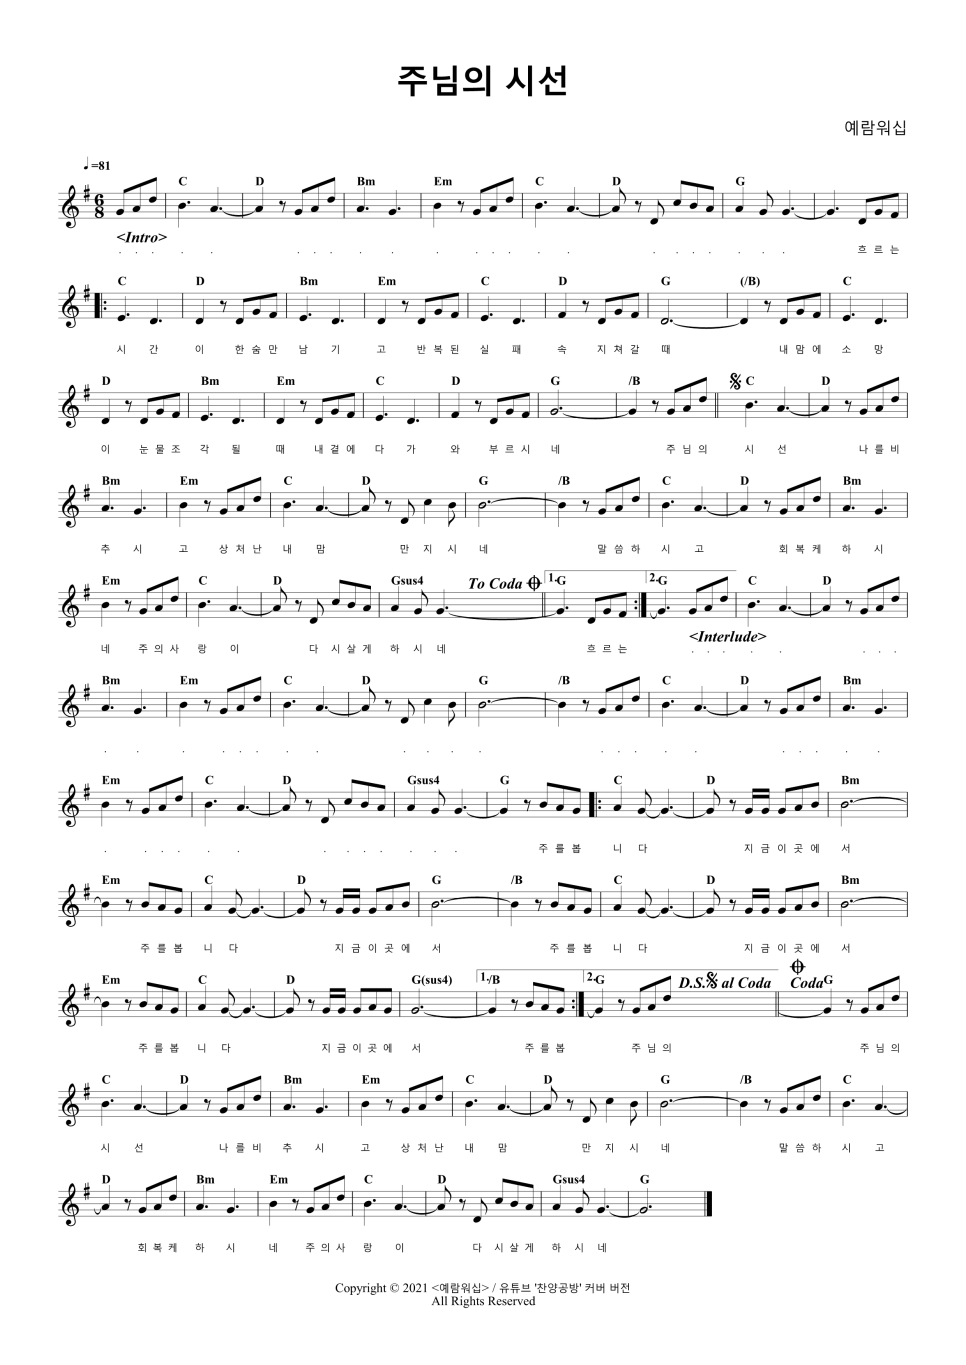 주님의 시선
예람워십
♩=81
C D Bm Em C D G
<Intro>
. . . . . . . . . . . . . . . . . . . . . . 흐 르 는
C D Bm Em C D G (/B) C
시 간 이 한 숨 만 남 기 고 반 복 된 실 패 속 지 쳐 갈 때 내 맘 에 소 망
D Bm Em C D G /B C D
이 눈 물 조 각 될 때 내 곁 에 다 가 와 부 르 시 네 주 님 의 시 선 나 를 비
Bm Em C D G /B C D Bm
추 시 고 상 처 난 내 맘 만 지 시 네 말 씀 하 시 고 회 복 케 하 시
Em C D Gsus4 To Coda 1. G 2. G C D
<Interlude>
네 주 의 사 랑 이 다 시 살 게 하 시 네 흐 르 는 . . . . . . . .
Bm Em C D G /B C D Bm
. . . . . . . . . . . . . . . . . . . .
Em C D Gsus4 G C D Bm
. . . . . . . . . . . . . 주 를 봅 니 다 지 금 이 곳 에 서
Em C D G /B C D Bm
주 를 봅 니 다 지 금 이 곳 에 서 주 를 봅 니 다 지 금 이 곳 에 서
Em C D G(sus4) 1. /B 2. G D.S. al Coda Coda G
주 를 봅 니 다 지 금 이 곳 에 서 주 를 봅 주 님 의 주 님 의
C D Bm Em C D G /B C
시 선 나 를 비 추 시 고 상 처 난 내 맘 만 지 시 네 말 씀 하 시 고
D Bm Em C D Gsus4 G
회 복 케 하 시 네 주 의 사 랑 이 다 시 살 게 하 시 네
Copyright © 2021 <예람워십> / 유튜브 '찬양공방' 커버 버전
All Rights Reserved